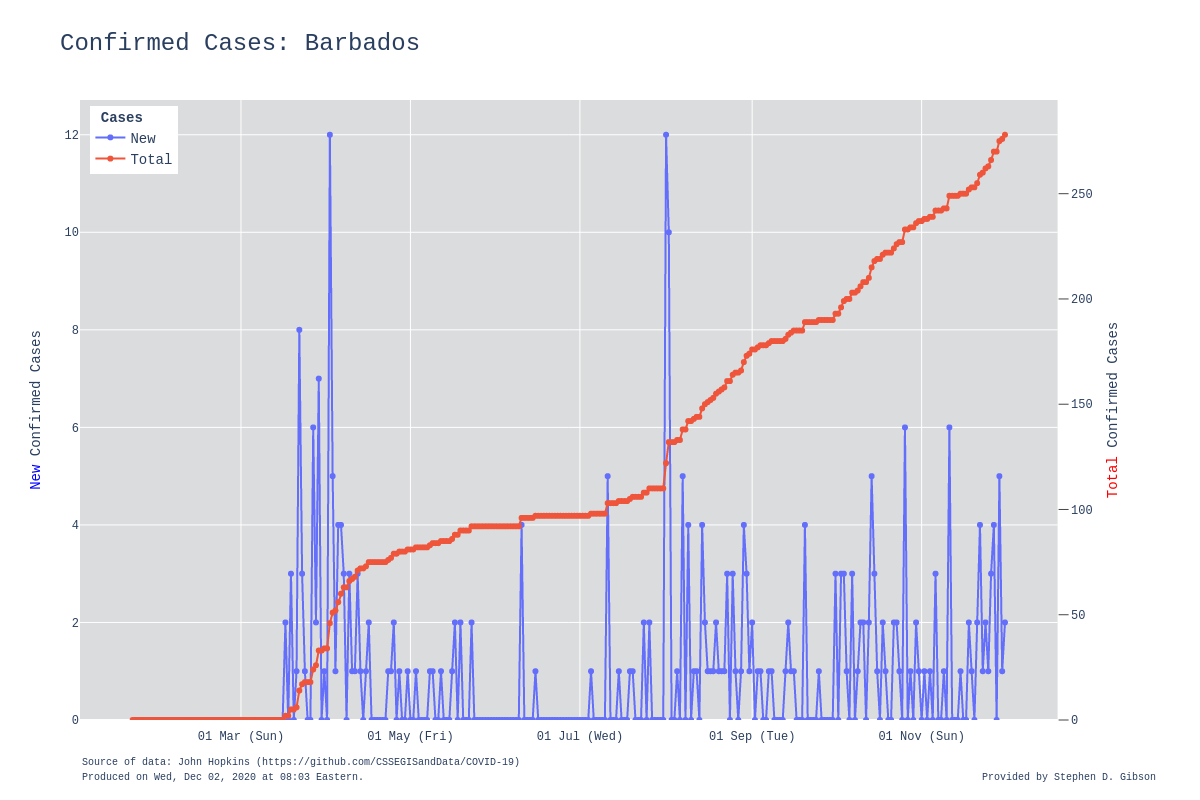 Confirmed Cases: Barbados
Cases
New
Total
12
10
8
6
4
2
0
250
200
150
100
50
0
New Confirmed Cases
Total Confirmed Cases
01 Mar (Sun)
01 May (Fri)
01 Jul (Wed)
01 Sep (Tue)
01 Nov (Sun)
Source of data: John Hopkins (https://github.com/CSSEGISandData/COVID-19)
Produced on Wed, Dec 02, 2020 at 08:03 Eastern.
Provided by Stephen D. Gibson